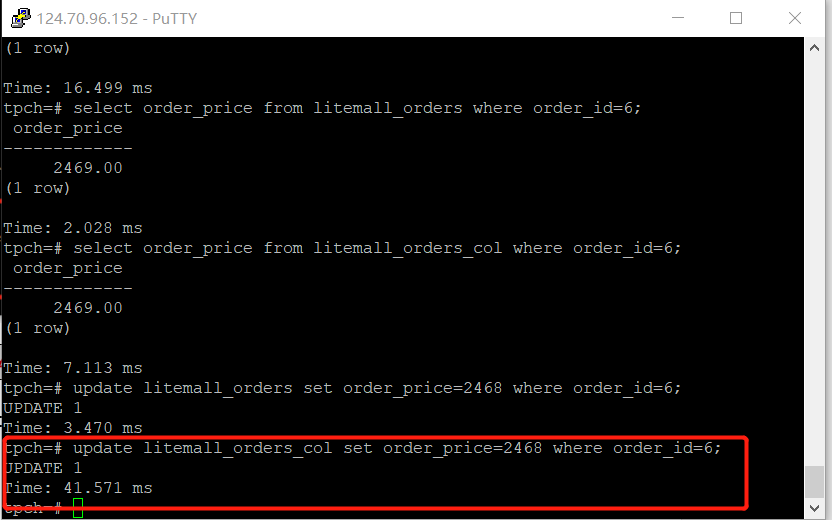 124.70.96.152 - PuTTY
(1 row)
Time: 16.499 ms
tpch=# select order_price from litemall_orders where order_id=6;
order_price
-------------
2469.00
(1 row)
Time: 2.028 ms
tpch=# select order_price from litemall_orders_col where order_id=6;
order_price
-------------
2469.00
(1 row)
Time: 7.113 ms
tpch=# update litemall_orders set order_price=2468 where order_id=6;
UPDATE 1
Time: 3.470 ms
tpch=# update litemall_orders_col set order_price=2468 where order_id=6;
UPDATE 1
Time: 41.571 ms
tpch=#